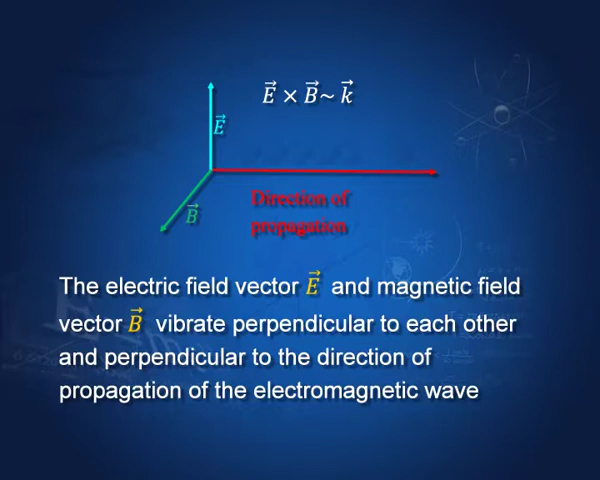 E⃗ × B⃗ ~ k⃗
E⃗
B⃗
Direction of
propagation
The electric field vector E⃗ and magnetic field
vector B⃗ vibrate perpendicular to each other
and perpendicular to the direction of
propagation of the electromagnetic wave